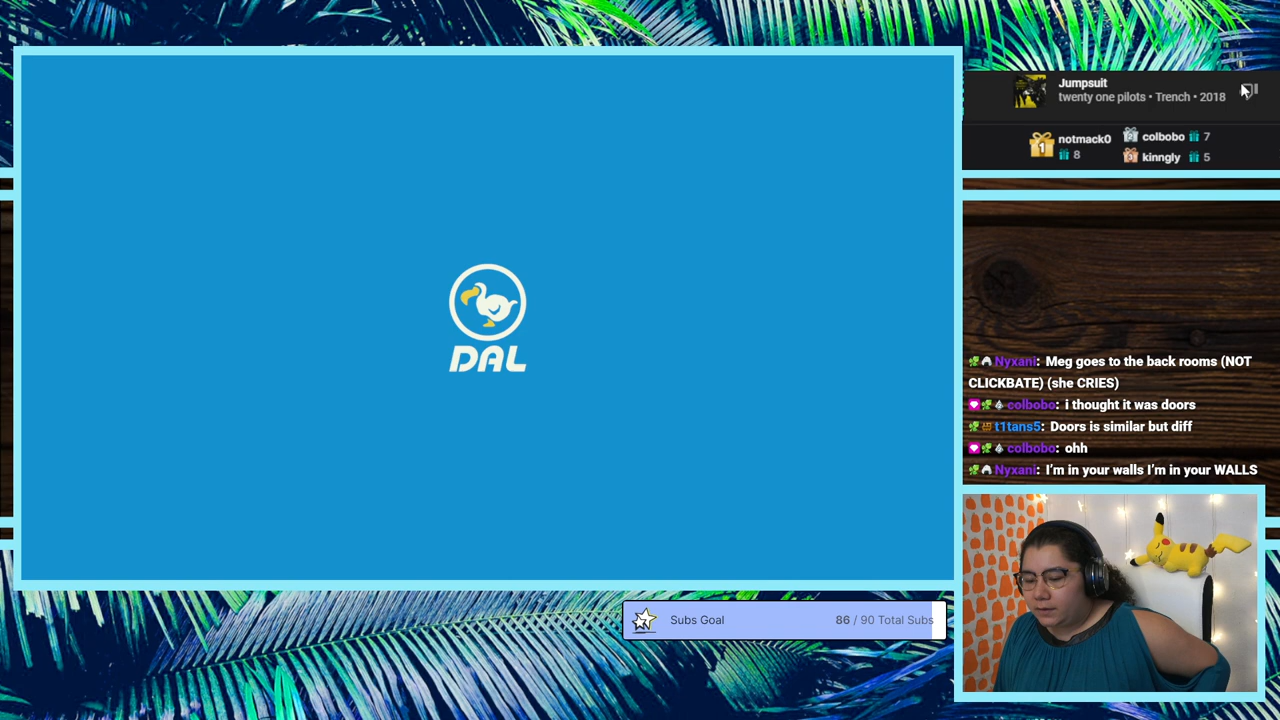 Jumpsuit
twenty one pilots • Trench • 2018
notmack0
8
colbobo 7
kinngly 5
1
DAL
Nyxani: Meg goes to the back rooms (NOT
CLICKBATE) (she CRIES)
colbobo: i thought it was doors
t1tans5: Doors is similar but diff
colbobo: ohh
Nyxani: I'm in your walls I'm in your WALLS
Subs Goal 86 / 90 Total Subs